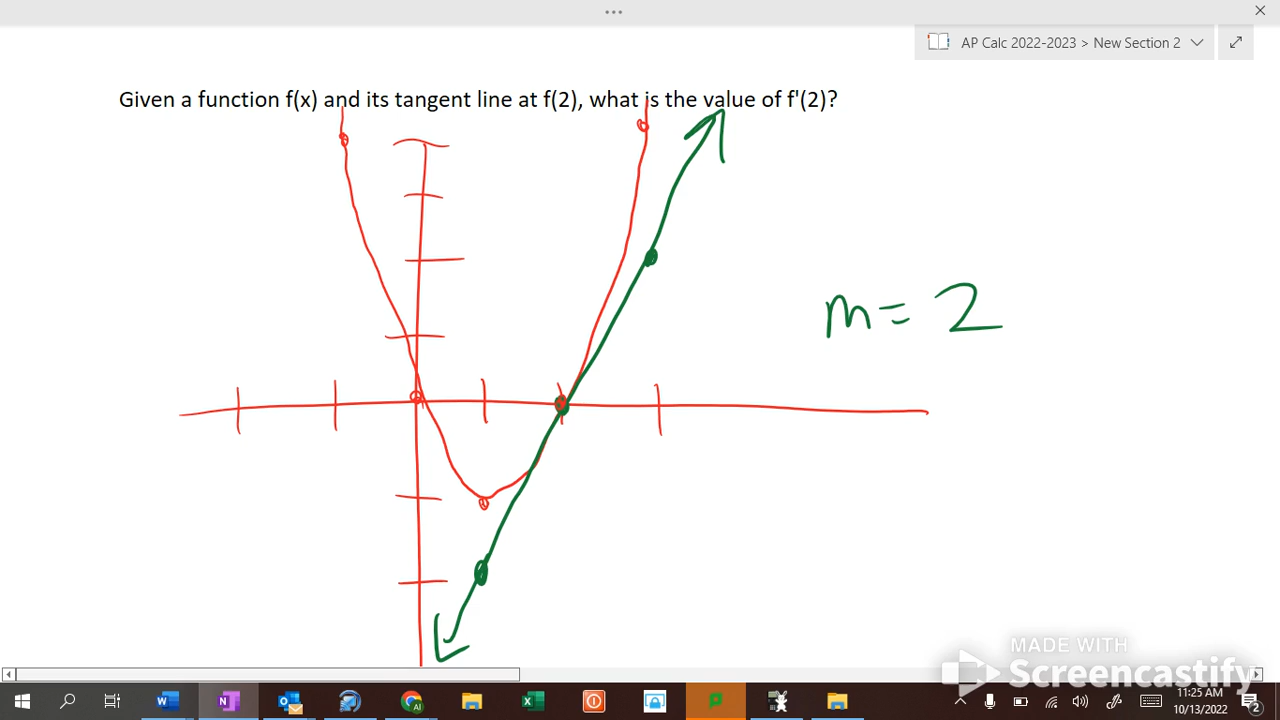 AP Calc 2022-2023 > New Section 2
Given a function f(x) and its tangent line at f(2), what is the value of f'(2)?
m = 2
MADE WITH
Screencastify
11:25 AM
10/13/2022
2